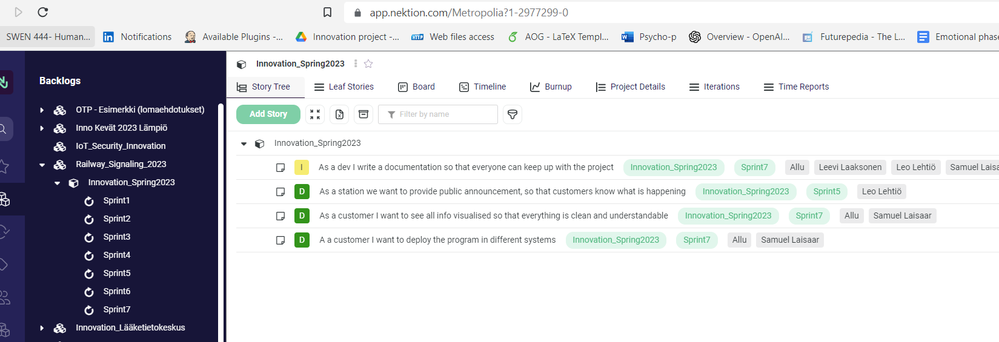 app.nektion.com/Metropolia?1-2977299-0
SWEN 444- Human... Notifications Available Plugins -... Innovation project -... HTTP Web files access AOG - LaTeX Templ... Psycho-p Overview - OpenAI... Futurepedia - The L... Emotional phase
Backlogs
OTP - Esimerkki (lomaehdotukset)
Inno Kevät 2023 Lämpiö
IoT_Security_Innovation
Railway_Signaling_2023
Innovation_Spring2023
Sprint1
Sprint2
Sprint3
Sprint4
Sprint5
Sprint6
Sprint7
Innovation_Lääketietokeskus
Innovation_Spring2023
Story Tree Leaf Stories Board Timeline Burnup Project Details Iterations Time Reports
Add Story Filter by name
Innovation_Spring2023
I As a dev I write a documentation so that everyone can keep up with the project Innovation_Spring2023 Sprint7 Allu Leevi Laaksonen Leo Lehtiö Samuel Laisa
D As a station we want to provide public announcement, so that customers know what is happening Innovation_Spring2023 Sprint5 Leo Lehtiö
D As a customer I want to see all info visualised so that everything is clean and understandable Innovation_Spring2023 Sprint7 Allu Samuel Laisaar
D A a customer I want to deploy the program in different systems Innovation_Spring2023 Sprint7 Allu Samuel Laisaar